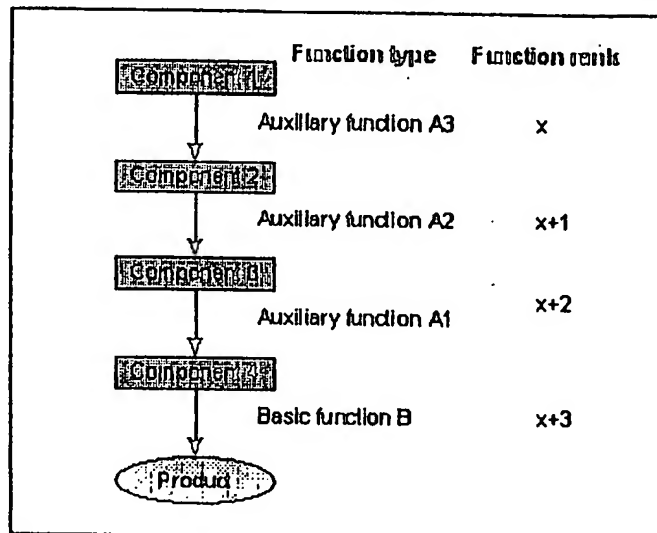 Function type Function rank
Component 1
Auxiliary function A3 x
Component 2
Auxiliary function A2 x+1
Component 3
Auxiliary function A1 x+2
Component 4
Basic function B x+3
Product